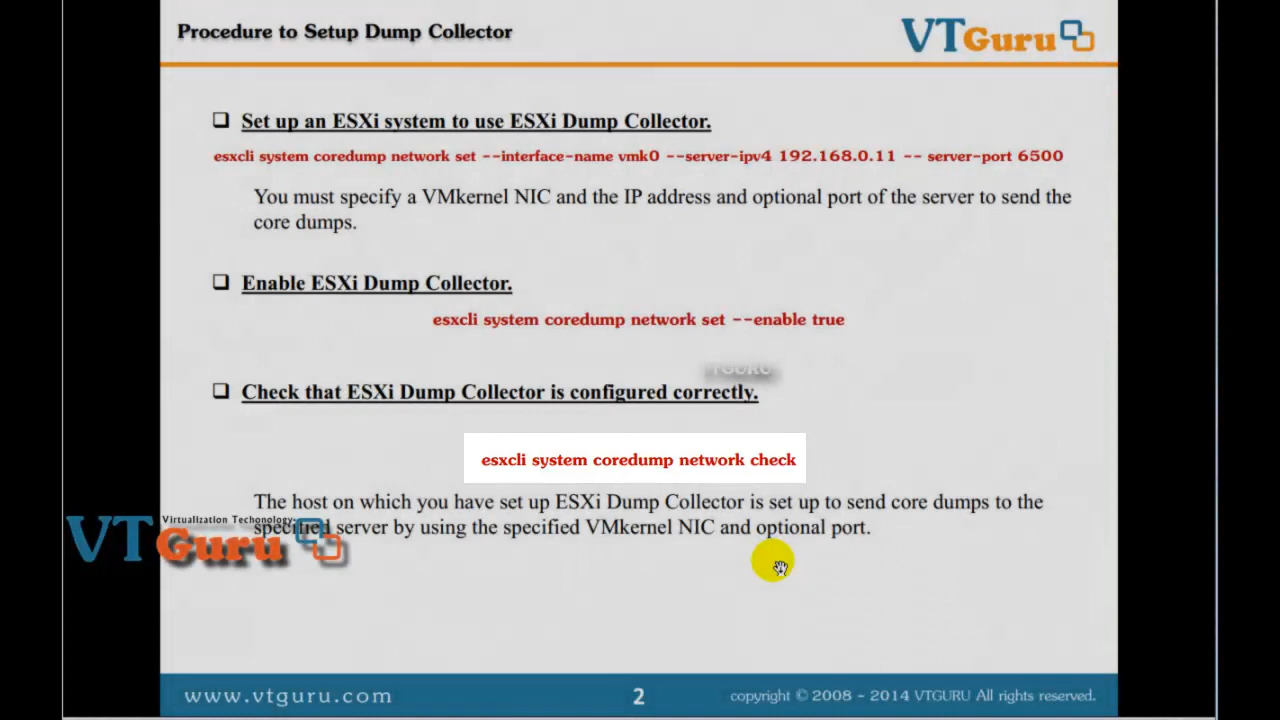 Procedure to Setup Dump Collector
VTGuru
Set up an ESXi system to use ESXi Dump Collector.
esxcli system coredump network set --interface-name vmk0 --server-ipv4 192.168.0.11 -- server-port 6500
You must specify a VMkernel NIC and the IP address and optional port of the server to send the
core dumps.
Enable ESXi Dump Collector.
esxcli system coredump network set --enable true
VTGURU
Check that ESXi Dump Collector is configured correctly.
esxcli system coredump network check
The host on which you have set up ESXi Dump Collector is set up to send core dumps to the
specified server by using the specified VMkernel NIC and optional port.
Virtualization Techonology
VTGuru
www.vtguru.com
2
copyright © 2008 - 2014 VTGURU All rights reserved.